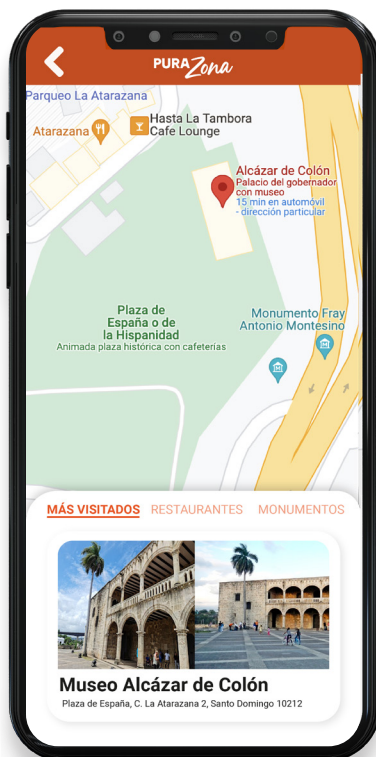 PURA Zona
Parqueo La Atarazana
Atarazana
Hasta La Tambora
Cafe Lounge
Alcázar de Colón
Palacio del gobernador
con museo
15 min en automóvil
- dirección particular
Plaza de
España o de
la Hispanidad
Animada plaza histórica con cafeterías
Monumento Fray
Antonio Montesino
MÁS VISITADOS RESTAURANTES MONUMENTOS
Museo Alcázar de Colón
Plaza de España, C. La Atarazana 2, Santo Domingo 10212